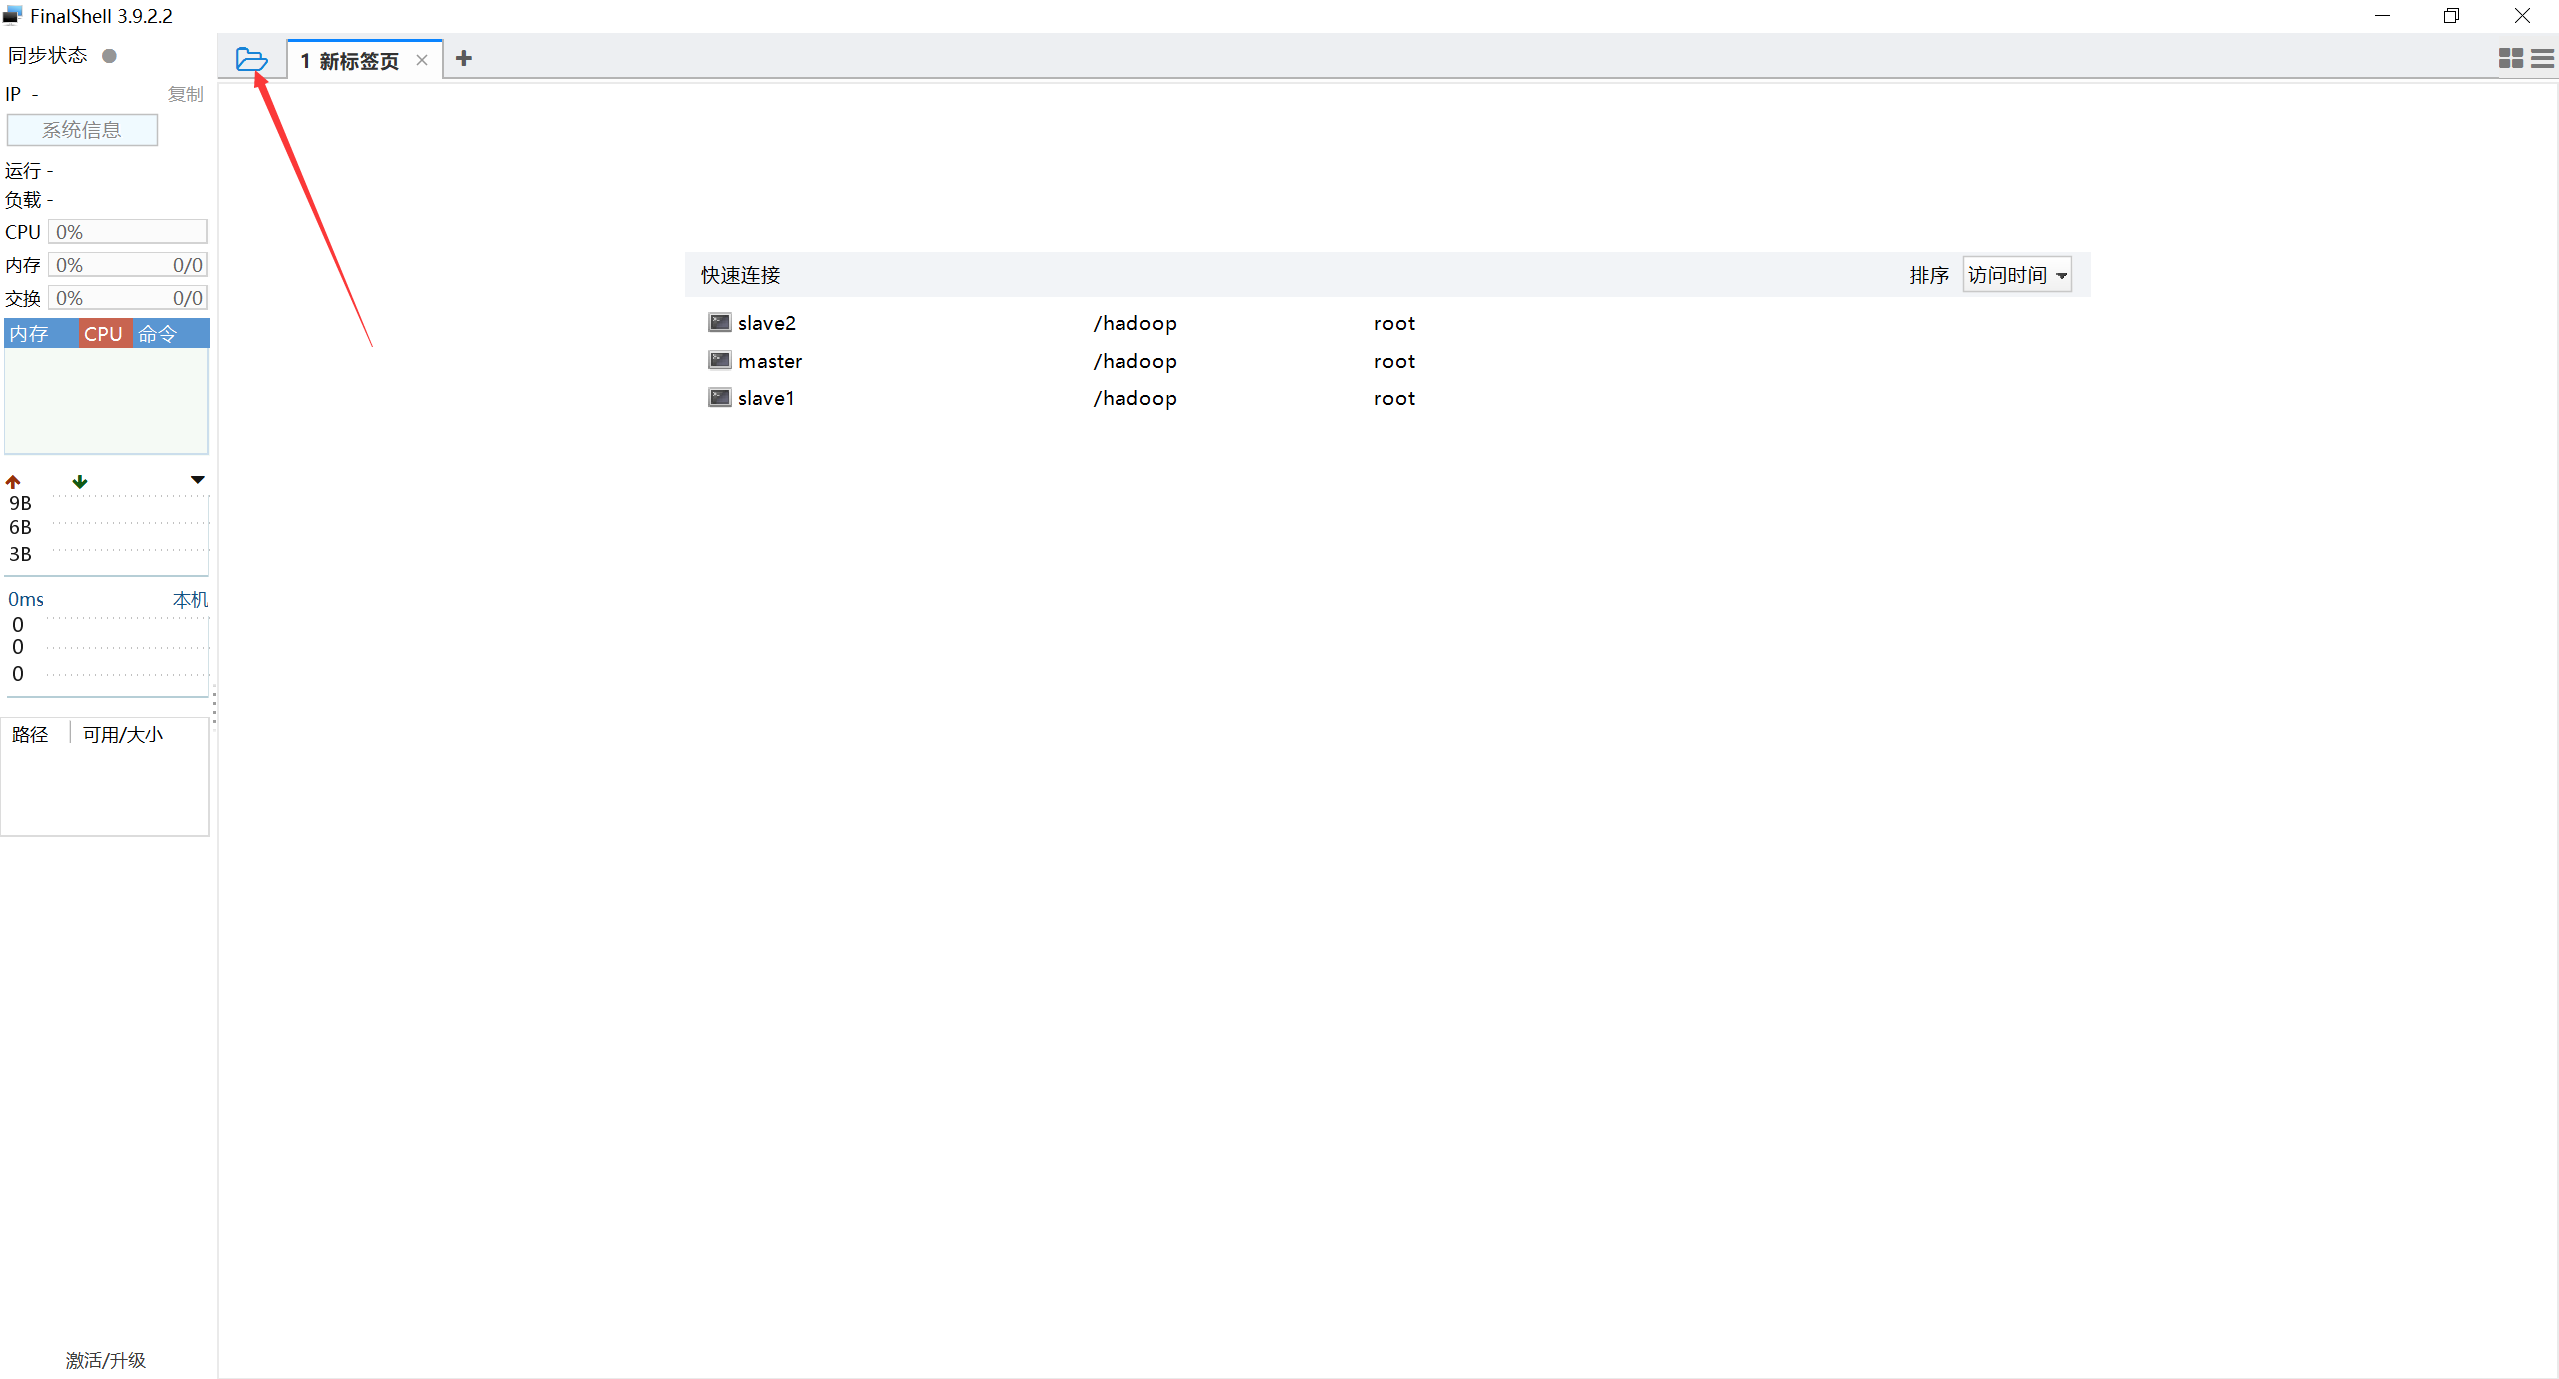 FinalShell 3.9.2.2
同步状态
IP -
复制
系统信息
运行 -
负载 -
CPU 0%
内存 0% 0/0
交换 0% 0/0
内存 CPU 命令
9B
6B
3B
0ms 本机
0
0
0
路径 可用/大小
激活/升级
1 新标签页
快速连接 排序 访问时间
slave2 /hadoop root
master /hadoop root
slave1 /hadoop root